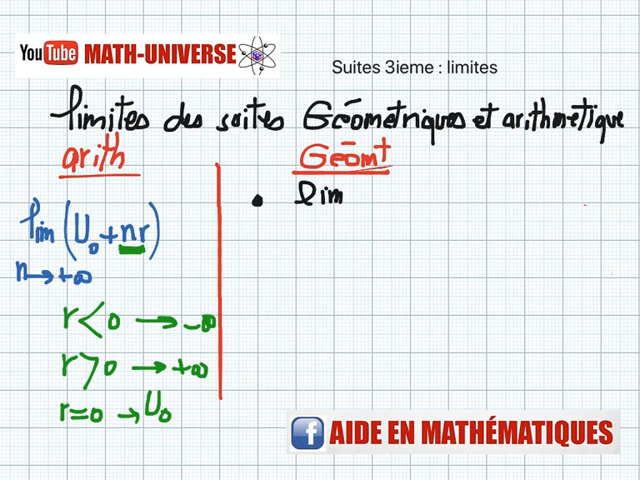 YouTube MATH-UNIVERSE
Suites 3ieme : limites
limites des suites Géométriques et arithmétique
arith
Géomt
• lim
lim (U₀ + nr)
n → +∞
r < 0 → -∞
r > 0 → +∞
r = 0 → U₀
f AIDE EN MATHÉMATIQUES